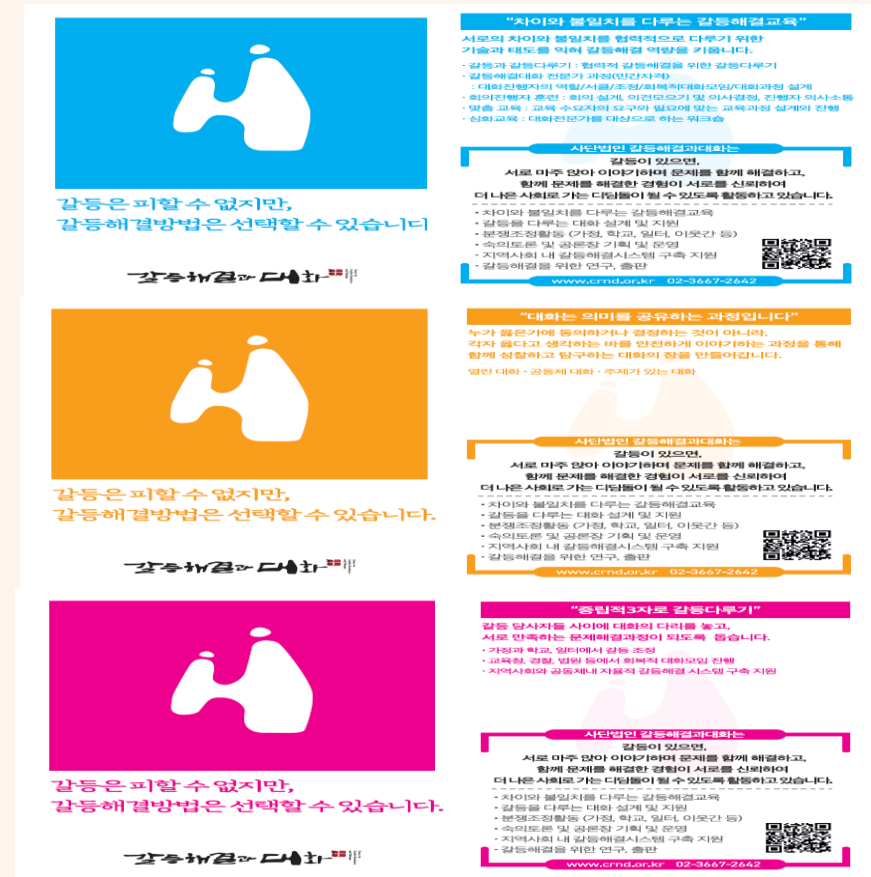 갈등은 피할 수 없지만,
갈등해결방법은 선택할 수 있습니다
갈등해결과 대화
"차이와 불일치를 다루는 갈등해결교육"
서로의 차이와 불일치를 협력적으로 다루기 위한
기술과 태도를 익혀 갈등해결 역량을 키웁니다.
· 갈등과 갈등다루기 : 협력적 갈등해결을 위한 갈등다루기
· 갈등해결대화 전문가 과정(민간자격)
: 대화진행자의 역할/서클/조정/회복적대화모임/대화과정 설계
· 회의진행자 훈련 : 회의 설계, 의견모으기 및 의사결정, 진행자 의사소통
· 맞춤 교육 : 교육 수요자의 요구와 필요에 맞는 교육과정 설계와 진행
· 심화교육 : 대화전문가를 대상으로 하는 워크숍
사단법인 갈등해결과대화는
갈등이 있으면,
서로 마주 앉아 이야기하며 문제를 함께 해결하고,
함께 문제를 해결한 경험이 서로를 신뢰하여
더 나은 사회로 가는 디딤돌이 될 수 있도록 활동하고 있습니다.
· 차이와 불일치를 다루는 갈등해결교육
· 갈등을 다루는 대화 설계 및 지원
· 분쟁조정활동 (가정, 학교, 일터, 이웃간 등)
· 숙의토론 및 공론장 기획 및 운영
· 지역사회 내 갈등해결시스템 구축 지원
· 갈등해결을 위한 연구, 출판
www.crnd.or.kr 02-3667-2642
갈등은 피할 수 없지만,
갈등해결방법은 선택할 수 있습니다.
갈등해결과 대화
"대화는 의미를 공유하는 과정입니다"
누가 옳은가에 동의하거나 결정하는 것이 아니라,
각자 옳다고 생각하는 바를 안전하게 이야기하는 과정을 통해
함께 성찰하고 탐구하는 대화의 장을 만들어갑니다.
열린 대화 · 공동체 대화 · 주제가 있는 대화
사단법인 갈등해결과대화는
갈등이 있으면,
서로 마주 앉아 이야기하며 문제를 함께 해결하고,
함께 문제를 해결한 경험이 서로를 신뢰하여
더 나은 사회로 가는 디딤돌이 될 수 있도록 활동하고 있습니다.
· 차이와 불일치를 다루는 갈등해결교육
· 갈등을 다루는 대화 설계 및 지원
· 분쟁조정활동 (가정, 학교, 일터, 이웃간 등)
· 숙의토론 및 공론장 기획 및 운영
· 지역사회 내 갈등해결시스템 구축 지원
· 갈등해결을 위한 연구, 출판
www.crnd.or.kr 02-3667-2642
갈등은 피할 수 없지만,
갈등해결방법은 선택할 수 있습니다.
갈등해결과 대화
"중립적3자로 갈등다루기"
갈등 당사자들 사이에 대화의 다리를 놓고,
서로 만족하는 문제해결과정이 되도록 돕습니다.
· 가정과 학교, 일터에서 갈등 조정
· 교육청, 경찰, 법원 등에서 회복적 대화모임 진행
· 지역사회와 공동체내 자율적 갈등해결 시스템 구축 지원
사단법인 갈등해결과대화는
갈등이 있으면,
서로 마주 앉아 이야기하며 문제를 함께 해결하고,
함께 문제를 해결한 경험이 서로를 신뢰하여
더 나은 사회로 가는 디딤돌이 될 수 있도록 활동하고 있습니다.
· 차이와 불일치를 다루는 갈등해결교육
· 갈등을 다루는 대화 설계 및 지원
· 분쟁조정활동 (가정, 학교, 일터, 이웃간 등)
· 숙의토론 및 공론장 기획 및 운영
· 지역사회 내 갈등해결시스템 구축 지원
· 갈등해결을 위한 연구, 출판
www.crnd.or.kr 02-3667-2642